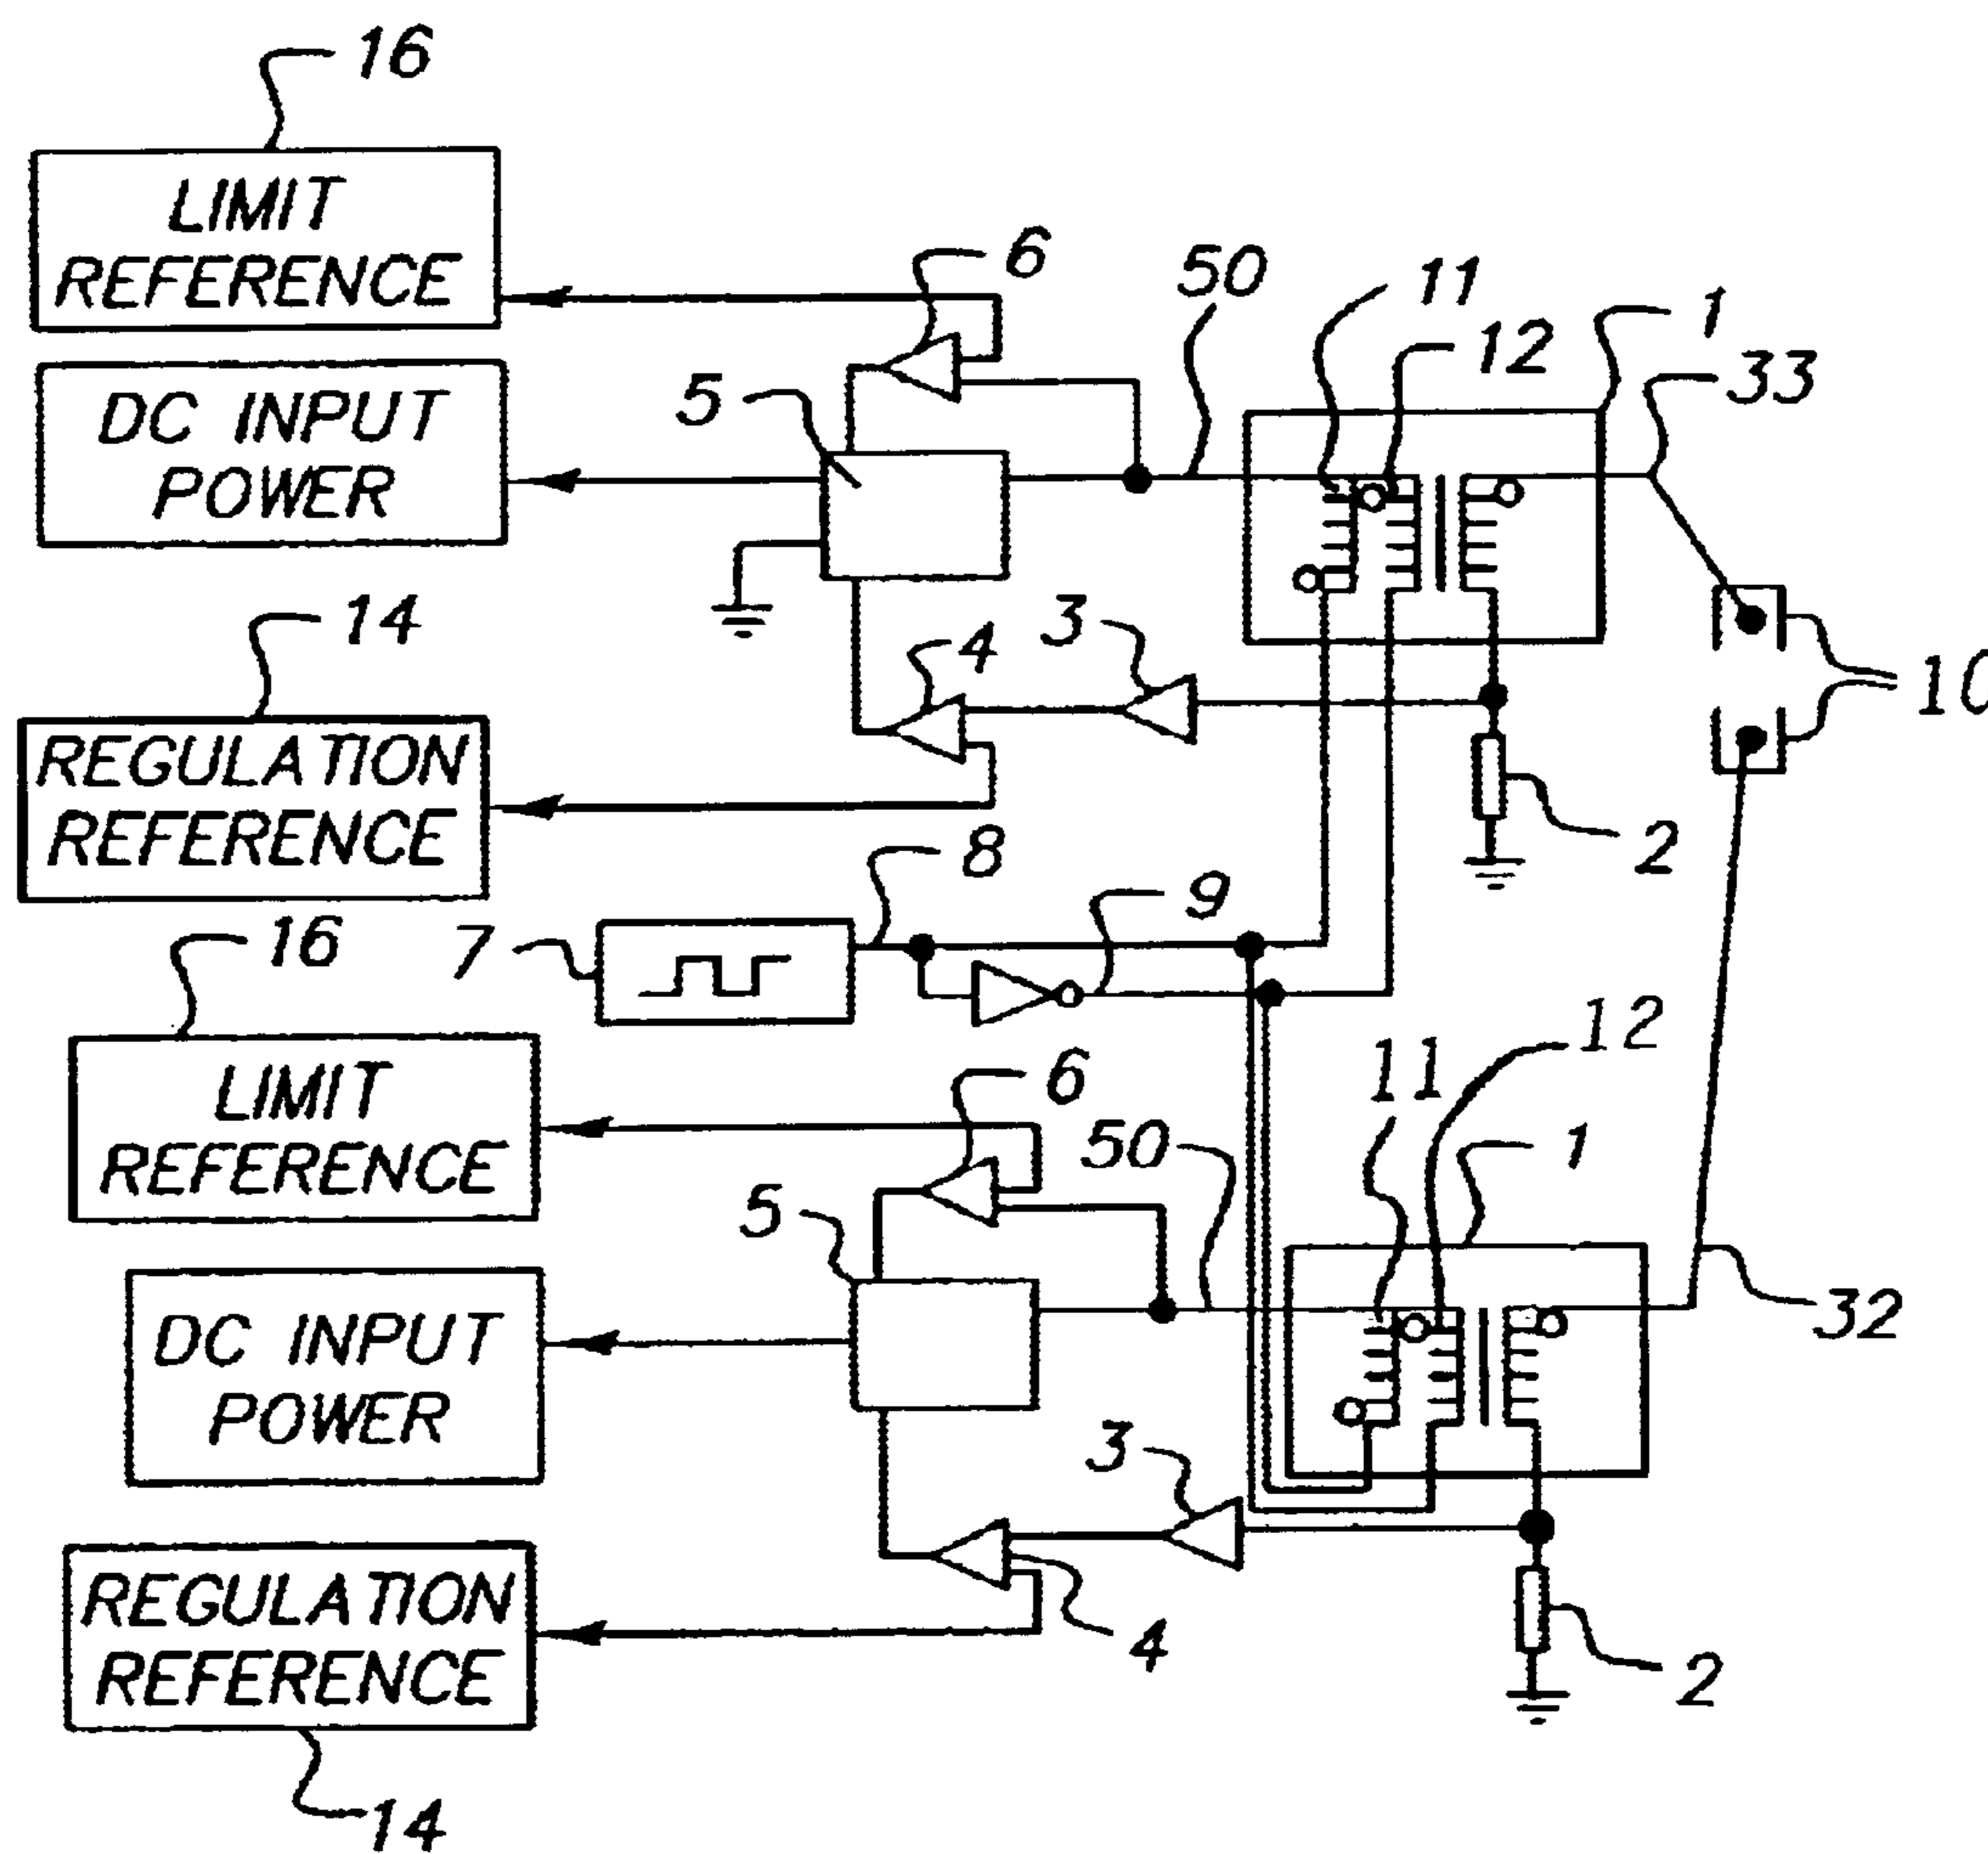 16
LIMIT
REFERENCE
6
50
11
1
12
33
DC INPUT
POWER
5
14
3
4
10
REGULATION
REFERENCE
2
8
9
16
7
12
LIMIT
REFERENCE
6
11
50
1
5
DC INPUT
POWER
32
3
REGULATION
REFERENCE
4
2
14